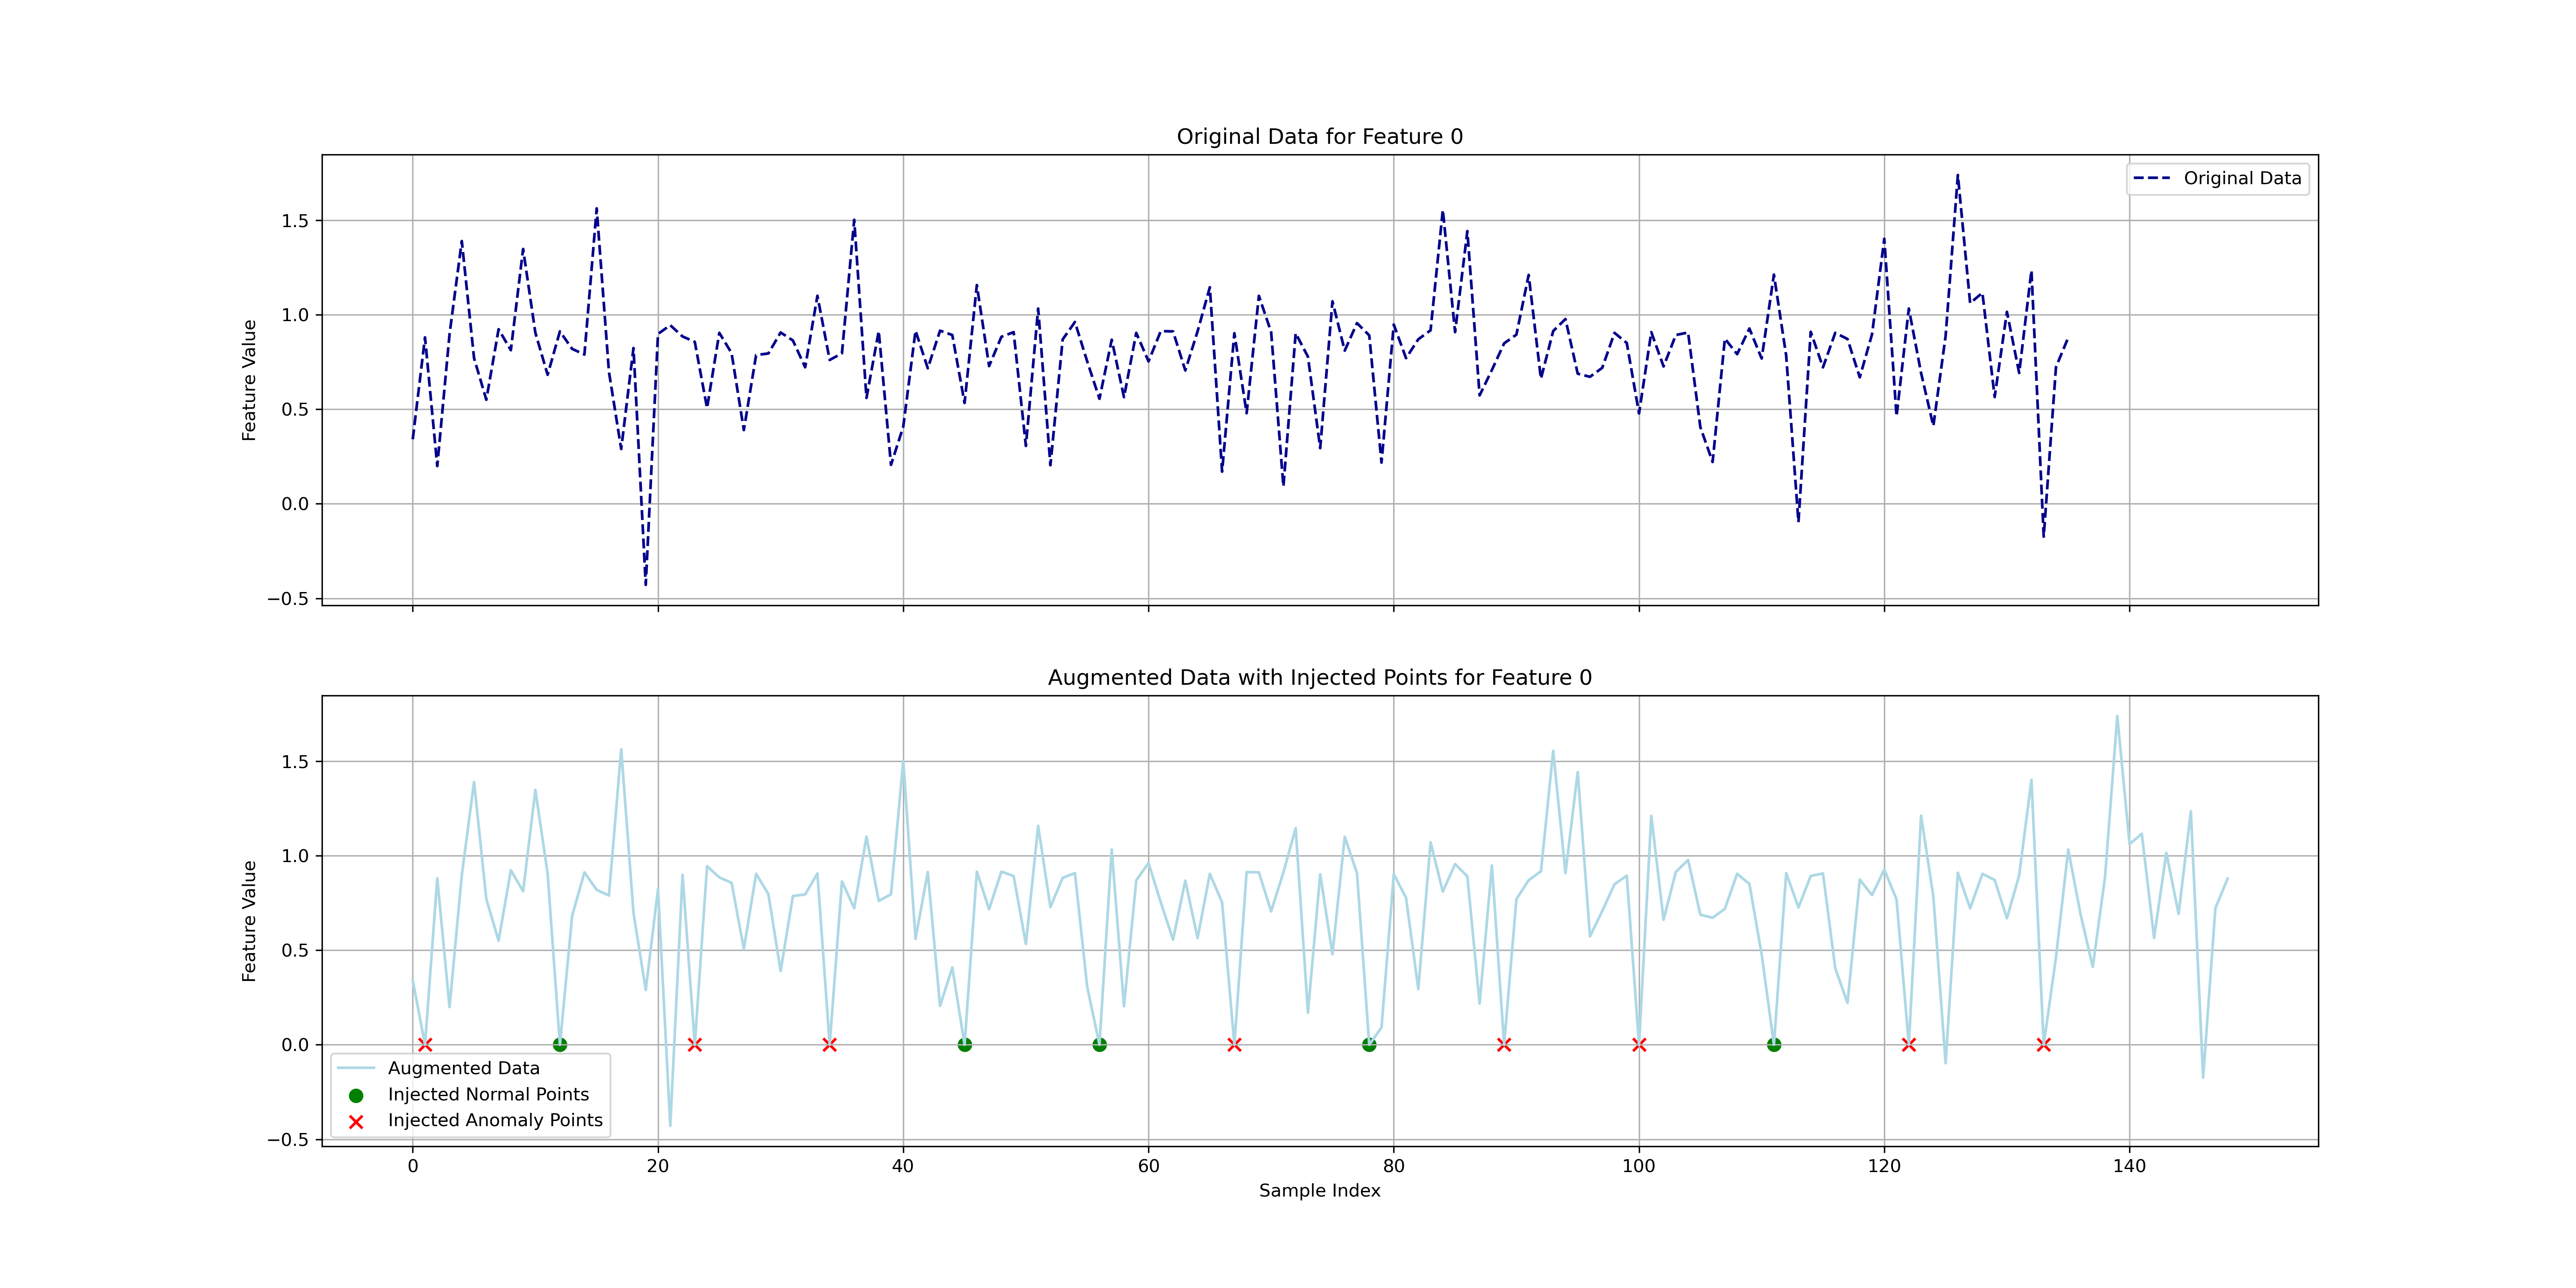 Original Data for Feature 0
Original Data
Feature Value
1.5
1.0
0.5
0.0
−0.5
Augmented Data with Injected Points for Feature 0
Feature Value
1.5
1.0
0.5
0.0
−0.5
Augmented Data
Injected Normal Points
Injected Anomaly Points
0 20 40 60 80 100 120 140
Sample Index